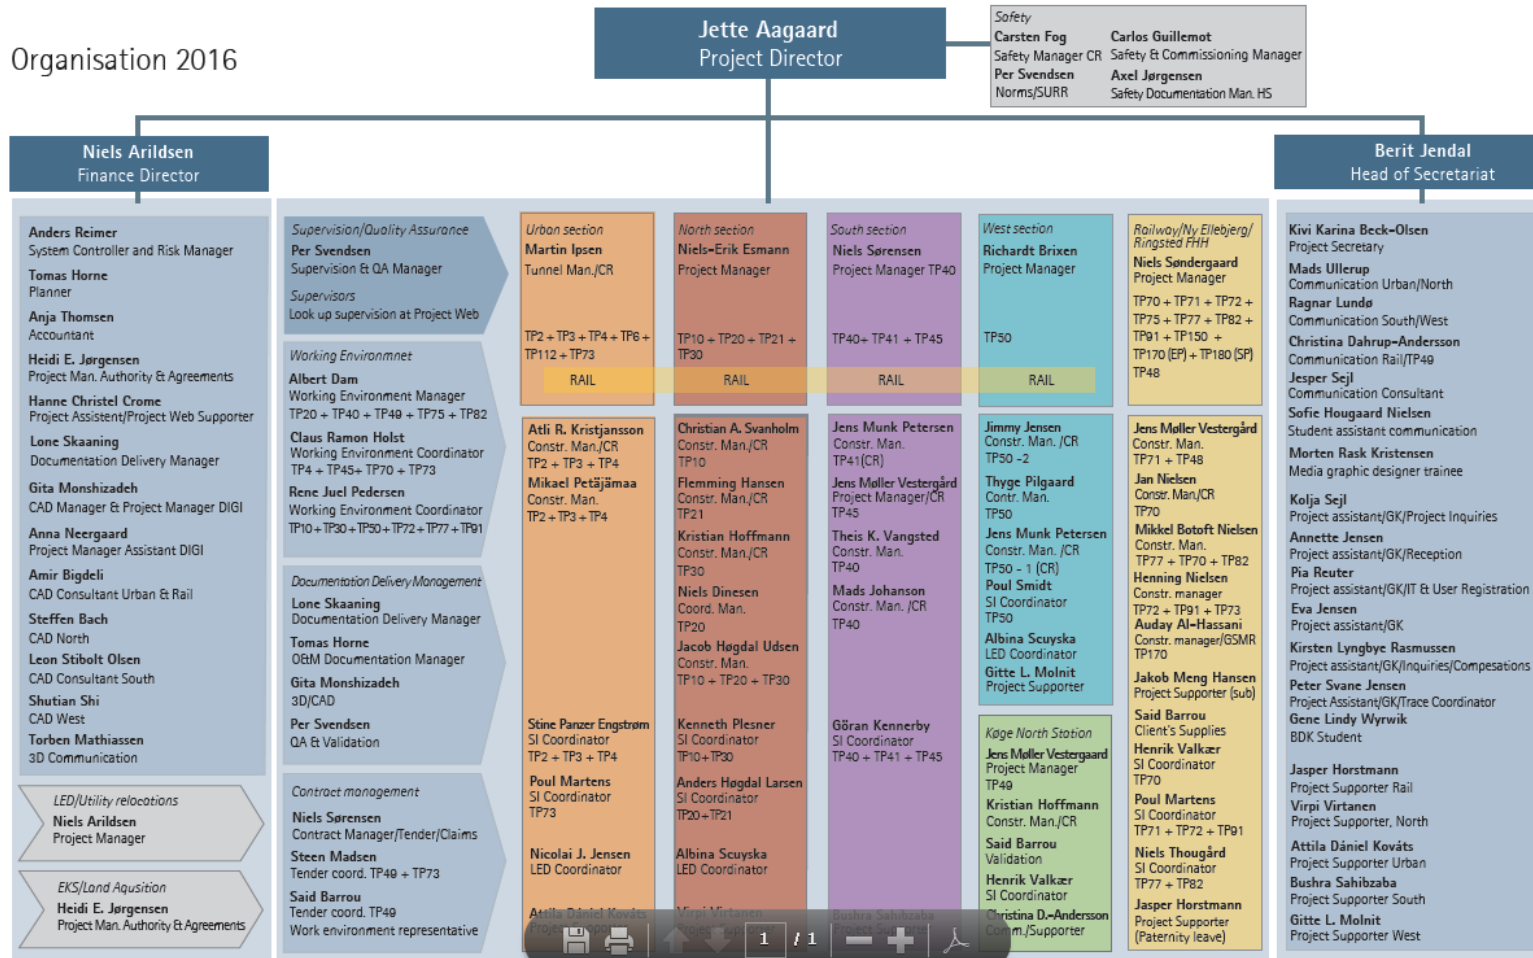 Organisation 2016
Jette Aagaard
Project Director
Safety
Carsten Fog
Safety Manager CR
Per Svendsen
Norms/SURR
Carlos Guillemot
Safety & Commissioning Manager
Axel Jørgensen
Safety Documentation Man. HS
Niels Arildsen
Finance Director
Berit Jendal
Head of Secretariat
Anders Reimer
System Controller and Risk Manager
Tomas Horne
Planner
Anja Thomsen
Accountant
Heidi E. Jørgensen
Project Man. Authority & Agreements
Hanne Christel Crome
Project Assistent/Project Web Supporter
Lone Skaaning
Documentation Delivery Manager
Gita Monshizadeh
CAD Manager & Project Manager DIGI
Anna Neergaard
Project Manager Assistant DIGI
Amir Bigdeli
CAD Consultant Urban & Rail
Steffen Bach
CAD North
Leon Stibolt Olsen
CAD Consultant South
Shutian Shi
CAD West
Torben Mathiassen
3D Communication
LED/Utility relocations
Niels Arildsen
Project Manager
EKS/Land Aqusition
Heidi E. Jørgensen
Project Man. Authority & Agreements
Supervision/Quality Assurance
Per Svendsen
Supervision & QA Manager
Supervisors
Look up supervision at Project Web
Working Environmnet
Albert Dam
Working Environment Manager
TP20 + TP40 + TP49 + TP75 + TP82
Claus Ramon Holst
Working Environment Coordinator
TP4 + TP45+ TP70 + TP73
Rene Juel Pedersen
Working Environment Coordinator
TP10+TP30+TP50+TP72+TP77+TP91
Documentation Delivery Management
Lone Skaaning
Documentation Delivery Manager
Tomas Horne
O&M Documentation Manager
Gita Monshizadeh
3D/CAD
Per Svendsen
QA & Validation
Contract management
Niels Sørensen
Contract Manager/Tender/Claims
Steen Madsen
Tender coord. TP49 + TP73
Said Barrou
Tender coord. TP49
Work environment representative
Urban section
Martin Ipsen
Tunnel Man./CR
TP2 + TP3 + TP4 + TP6 +
TP112 + TP73
RAIL
Atli R. Kristjansson
Constr. Man./CR
TP2 + TP3 + TP4
Mikael Petäjämaa
Constr. Man.
TP2 + TP3 + TP4
Stine Panzer Engstrøm
SI Coordinator
TP2 + TP3 + TP4
Poul Martens
SI Coordinator
TP73
Nicolai J. Jensen
LED Coordinator
Attila Dániel Kováts
North section
Niels-Erik Esmann
Project Manager
TP10 + TP20 + TP21 +
TP30
RAIL
Christian A. Svanholm
Constr. Man./CR
TP10
Flemming Hansen
Constr. Man./CR
TP21
Kristian Hoffmann
Constr. Man./CR
TP30
Niels Dinesen
Coord. Man.
TP20
Jacob Høgdal Udsen
Constr. Man.
TP10 + TP20 + TP30
Kenneth Plesner
SI Coordinator
TP10+TP30
Anders Høgdal Larsen
SI Coordinator
TP20+TP21
Albina Scuyska
LED Coordinator
Virpi Virtanen
South section
Niels Sørensen
Project Manager TP40
TP40+ TP41 + TP45
RAIL
Jens Munk Petersen
Constr. Man.
TP41(CR)
Jens Møller Vestergård
Project Manager/CR
TP45
Theis K. Vangsted
Constr. Man.
TP40
Mads Johanson
Constr. Man. /CR
TP40
Göran Kennerby
SI Coordinator
TP40 + TP41 + TP45
Bushra Sahibzaba
West section
Richardt Brixen
Project Manager
TP50
RAIL
Jimmy Jensen
Constr. Man. /CR
TP50 -2
Thyge Pilgaard
Contr. Man.
TP50
Jens Munk Petersen
Constr. Man. /CR
TP50 - 1 (CR)
Poul Smidt
SI Coordinator
TP50
Albina Scuyska
LED Coordinator
Gitte L. Molnit
Project Supporter
Køge North Station
Jens Møller Vestergaard
Project Manager
TP49
Kristian Hoffmann
Constr. Man./CR
Said Barrou
Validation
Henrik Valkær
SI Coordinator
Christina D.-Andersson
Comm./Supporter
Railway/Ny Ellebjerg/
Ringsted FHH
Niels Søndergaard
Project Manager
TP70 + TP71 + TP72 +
TP75 + TP77 + TP82 +
TP91 + TP150 +
TP170 (EP) + TP180 (SP)
TP48
Jens Møller Vestergård
Constr. Man.
TP71 + TP48
Jan Nielsen
Constr. Man./CR
TP70
Mikkel Botoft Nielsen
Constr. Man.
TP77 + TP70 + TP82
Henning Nielsen
Constr. manager
TP72 + TP91 + TP73
Auday Al-Hassani
Constr. manager/GSMR
TP170
Jakob Meng Hansen
Project Supporter (sub)
Said Barrou
Client's Supplies
Henrik Valkær
SI Coordinator
TP70
Poul Martens
SI Coordinator
TP71 + TP72 + TP91
Niels Thougård
SI Coordinator
TP77 + TP82
Jasper Horstmann
Project Supporter
(Paternity leave)
Kivi Karina Beck-Olsen
Project Secretary
Mads Ullerup
Communication Urban/North
Ragnar Lundø
Communication South/West
Christina Dahrup-Andersson
Communication Rail/TP49
Jesper Sejl
Communication Consultant
Sofie Hougaard Nielsen
Student assistant communication
Morten Rask Kristensen
Media graphic designer trainee
Kolja Sejl
Project assistant/GK/Project Inquiries
Annette Jensen
Project assistant/GK/Reception
Pia Reuter
Project assistant/GK/IT & User Registration
Eva Jensen
Project assistant/GK
Kirsten Lyngbye Rasmussen
Project assistant/GK/Inquiries/Compesations
Peter Svane Jensen
Project Assistant/GK/Trace Coordinator
Gene Lindy Wyrwik
BDK Student
Jasper Horstmann
Project Supporter Rail
Virpi Virtanen
Project Supporter, North
Attila Dániel Kováts
Project Supporter Urban
Bushra Sahibzaba
Project Supporter South
Gitte L. Molnit
Project Supporter West
1 / 1